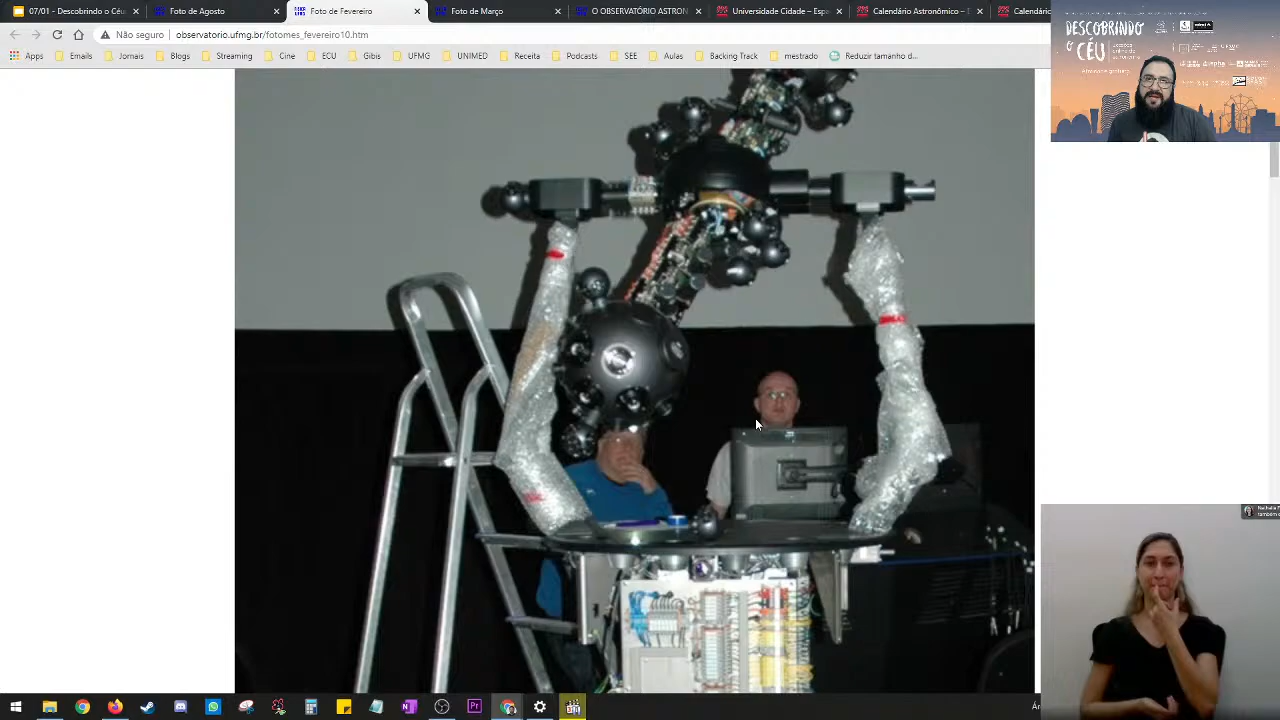 07/01 - Descobrindo o Céu
Foto de Agosto
Foto de Fevereiro
Foto de Março
O OBSERVATÓRIO ASTRON
Universidade Cidade – Esp
Calendário Astronômico – E
Calendário
Não seguro
observatorio.ufmg.br/fotomes_fevereiro10.htm
Apps
Emails
Jornais
Blogs
Streaming
Cine
ECU
Gibis
UFMG
UNIMED
Receita
Podcasts
SEE
Aulas
Backing Track
mestrado
Reduzir tamanho d...
DESCOBRINDO
O CÉU